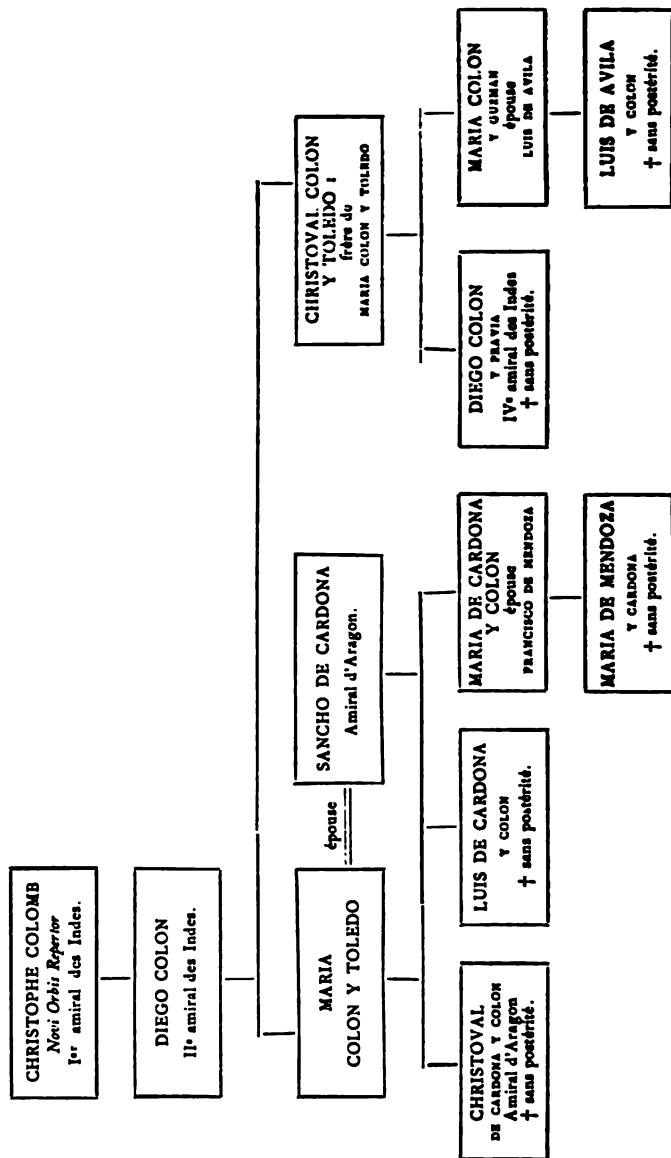 CHRISTOPHE COLOMB
Novi Orbis Repertor
Ier amiral des Indes.
DIEGO COLON
IIe amiral des Indes.
MARIA
COLON Y TOLEDO
épouse
SANCHO DE CARDONA
Amiral d'Aragon.
CHRISTOVAL COLON
Y TOLEDO :
frère du
MARIA COLON Y TOLEDO
CHRISTOVAL
DE CARDONA Y COLON
Amiral d'Aragon
† sans postérité.
LUIS DE CARDONA
Y COLON
† sans postérité.
MARIA DE CARDONA
Y COLON
épouse
FRANCISCO DE MENDOZA
DIEGO COLON
Y PRAVIA
IVe amiral des Indes
† sans postérité.
MARIA COLON
Y GUZMAN
épouse
LUIS DE AVILA
MARIA DE MENDOZA
Y CARDONA
† sans postérité.
LUIS DE AVILA
Y COLON
† sans postérité.